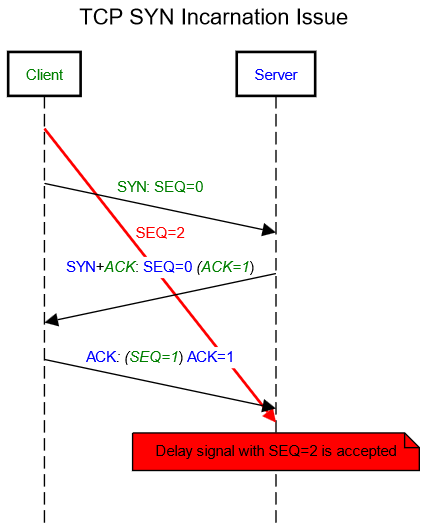 TCP SYN Incarnation Issue
Client
Server
SYN: SEQ=0
SEQ=2
SYN+ACK: SEQ=0 (ACK=1)
ACK: (SEQ=1) ACK=1
Delay signal with SEQ=2 is accepted